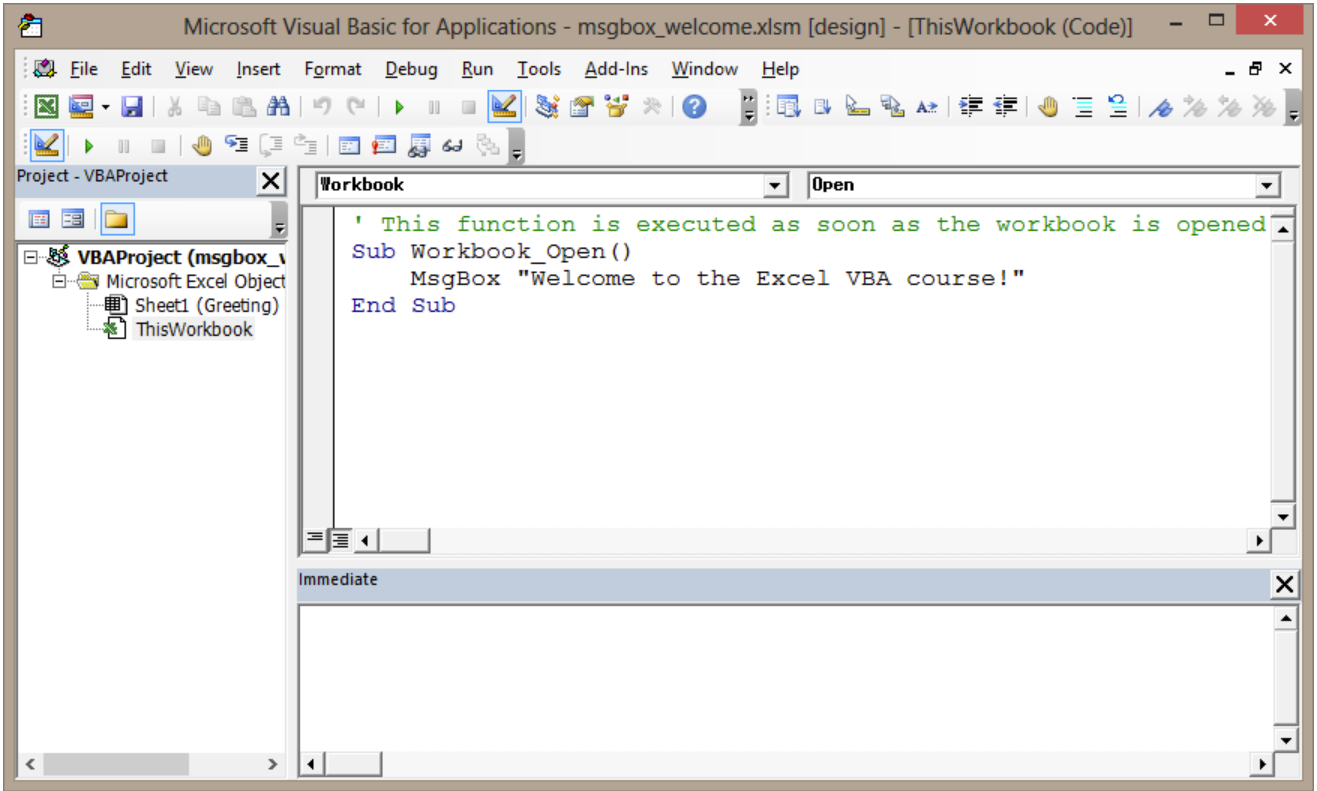 Microsoft Visual Basic for Applications - msgbox_welcome.xlsm [design] - [ThisWorkbook (Code)]
File Edit View Insert Format Debug Run Tools Add-Ins Window Help
Project - VBAProject
Workbook
Open
VBAProject (msgbox_w
Microsoft Excel Object
Sheet1 (Greeting)
ThisWorkbook
' This function is executed as soon as the workbook is opened
Sub Workbook_Open()
MsgBox "Welcome to the Excel VBA course!"
End Sub
Immediate